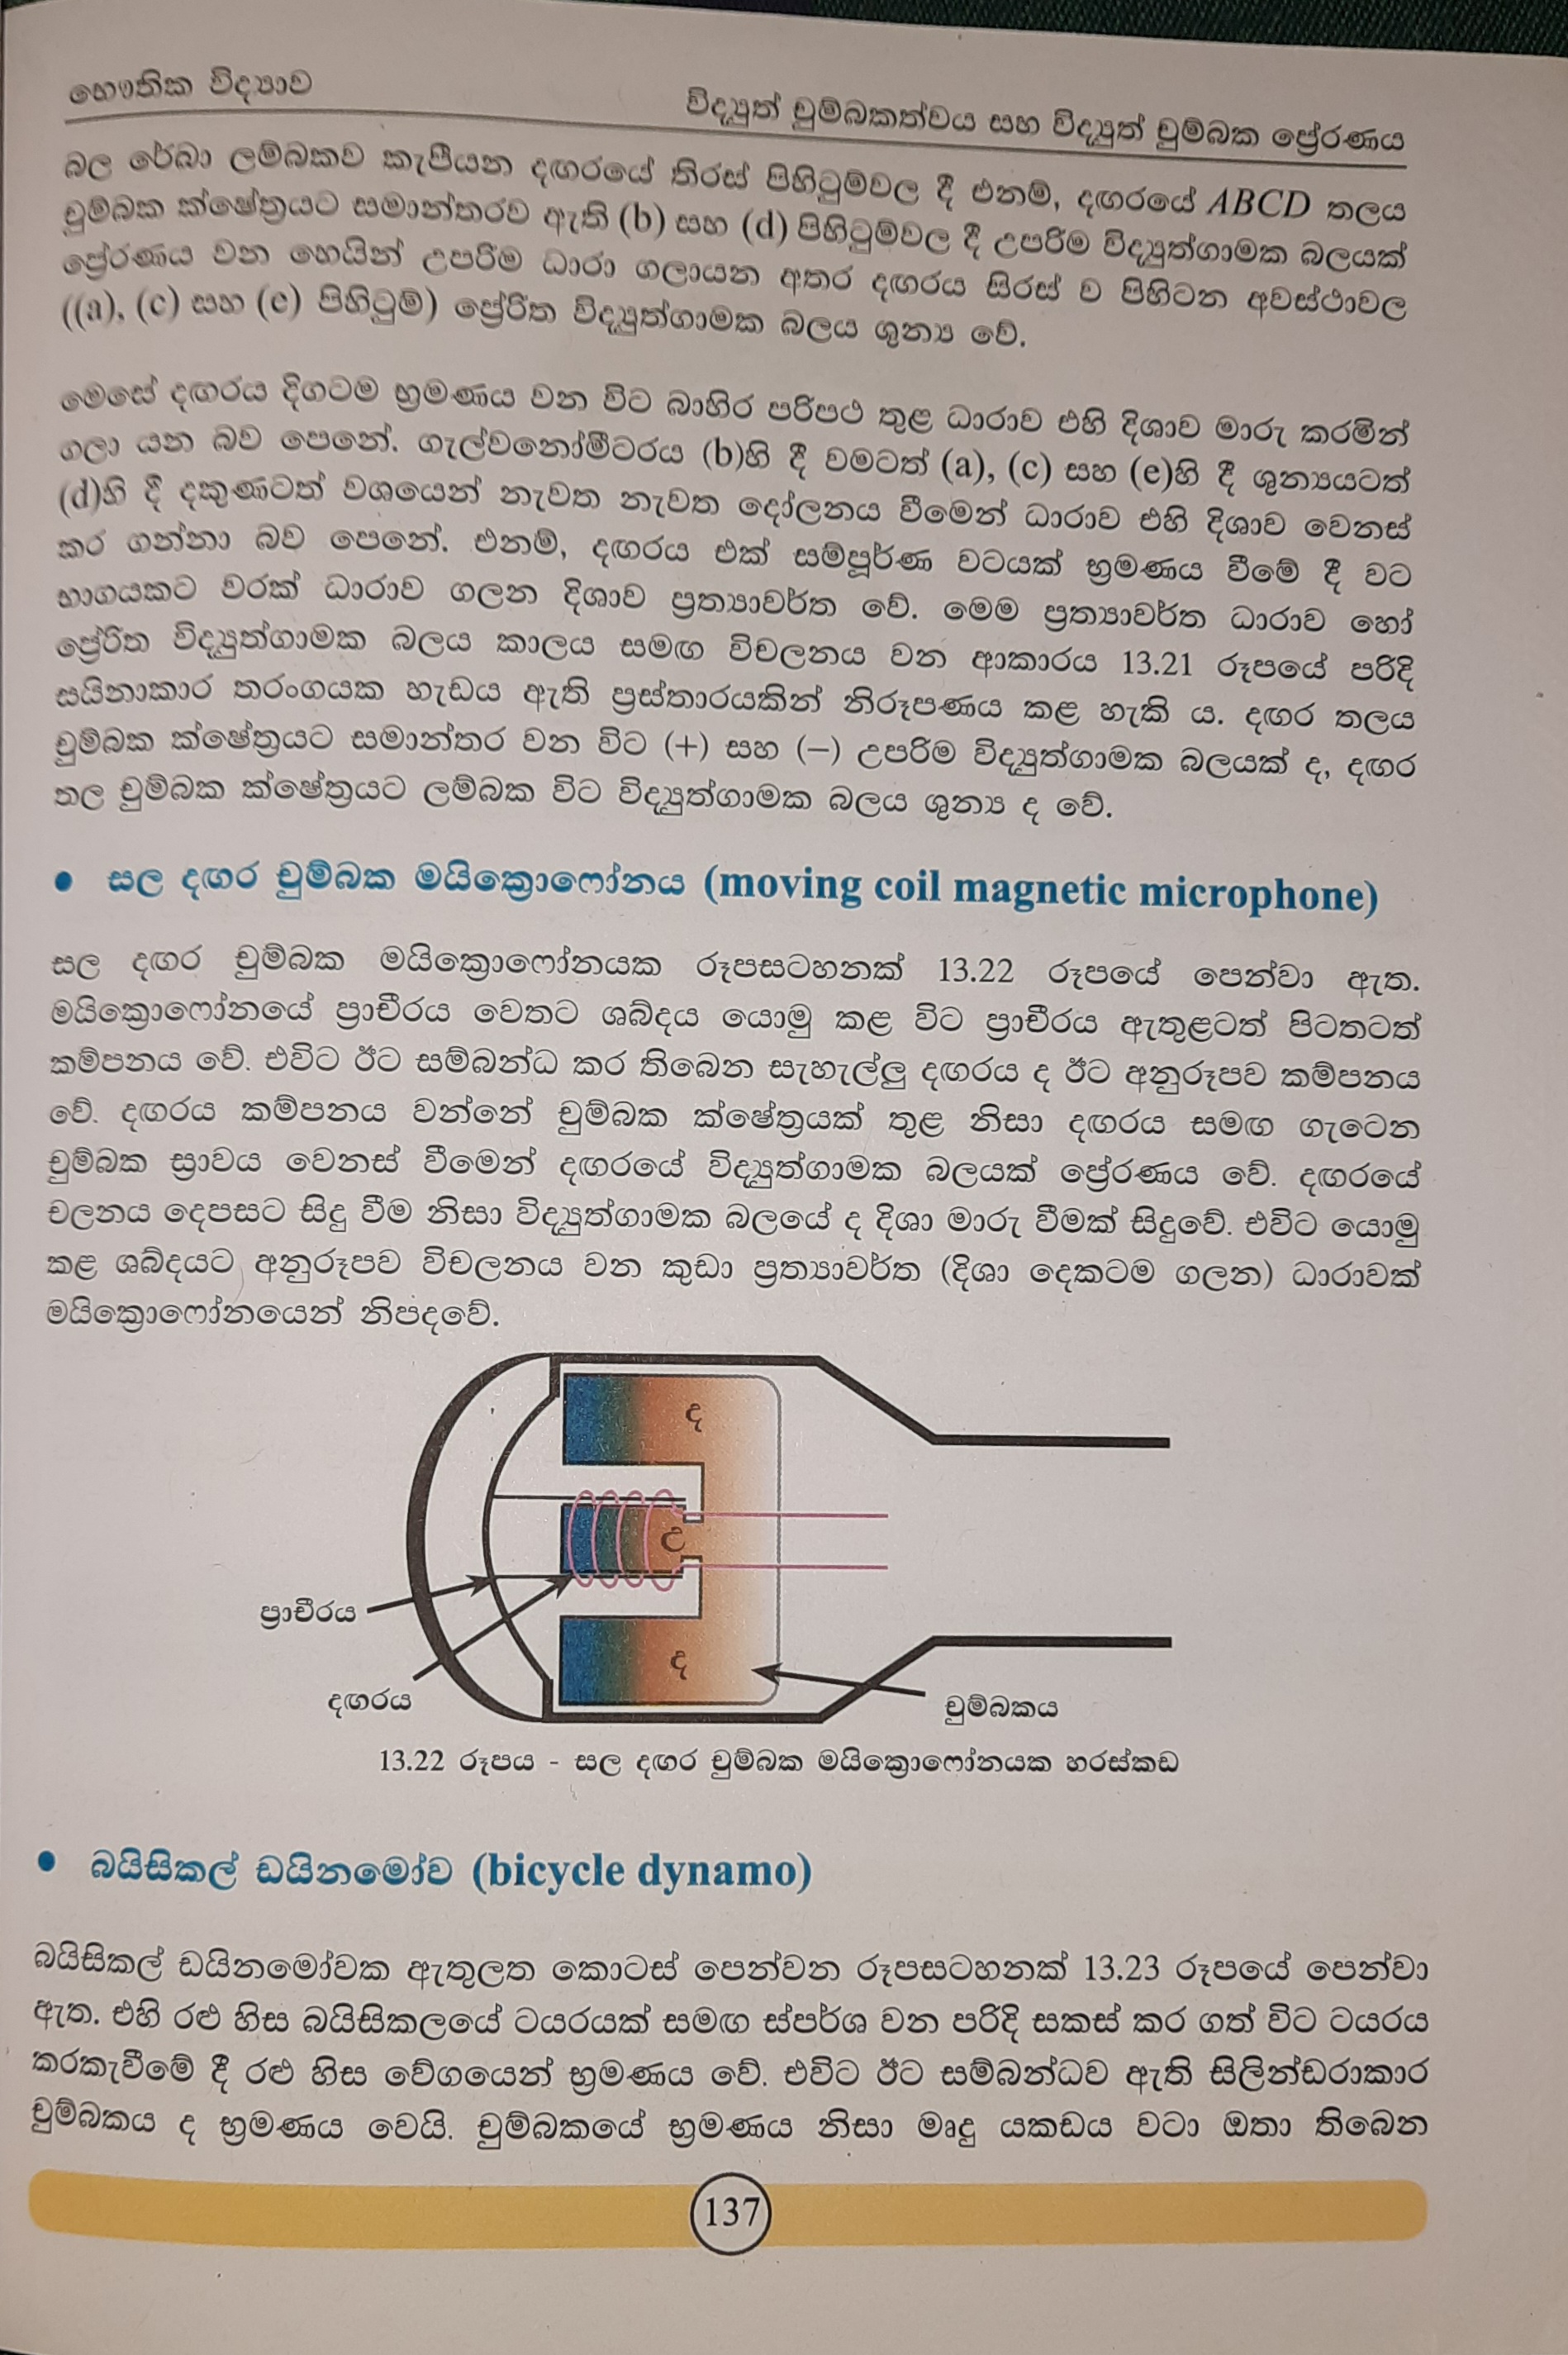 භෞතික විද්‍යාව
විද්‍යුත් චුම්බකත්වය සහ විද්‍යුත් චුම්බක ප්‍රේරණය
බල රේඛා ලම්බකව කැපීයන දඟරයේ තිරස් පිහිටුම්වල දී එනම්, දඟරයේ ABCD තලය
චුම්බක ක්ෂේත්‍රයට සමාන්තරව ඇති (b) සහ (d) පිහිටුම්වල දී උපරිම විද්‍යුත්ගාමක බලයක්
ප්‍රේරණය වන හෙයින් උපරිම ධාරා ගලායන අතර දඟරය සිරස් ව පිහිටන අවස්ථාවල
((a), (c) සහ (e) පිහිටුම්) ප්‍රේරිත විද්‍යුත්ගාමක බලය ශුන්‍ය වේ.
මෙසේ දඟරය දිගටම භ්‍රමණය වන විට බාහිර පරිපථ තුළ ධාරාව එහි දිශාව මාරු කරමින්
ගලා යන බව පෙනේ. ගැල්වනෝමීටරය (b)හි දී වමටත් (a), (c) සහ (e)හි දී ශුන්‍යයටත්
(d)හි දී දකුණටත් වශයෙන් නැවත නැවත දෝලනය වීමෙන් ධාරාව එහි දිශාව වෙනස්
කර ගන්නා බව පෙනේ. එනම්, දඟරය එක් සම්පූර්ණ වටයක් භ්‍රමණය වීමේ දී වට
භාගයකට වරක් ධාරාව ගලන දිශාව ප්‍රත්‍යාවර්ත වේ. මෙම ප්‍රත්‍යාවර්ත ධාරාව හෝ
ප්‍රේරිත විද්‍යුත්ගාමක බලය කාලය සමඟ විචලනය වන ආකාරය 13.21 රූපයේ පරිදි
සයිනාකාර තරංගයක හැඩය ඇති ප්‍රස්තාරයකින් නිරූපණය කළ හැකි ය. දඟර තලය
චුම්බක ක්ෂේත්‍රයට සමාන්තර වන විට (+) සහ (−) උපරිම විද්‍යුත්ගාමක බලයක් ද, දඟර
තල චුම්බක ක්ෂේත්‍රයට ලම්බක විට විද්‍යුත්ගාමක බලය ශුන්‍ය ද වේ.
• සල දඟර චුම්බක මයික්‍රොෆෝනය (moving coil magnetic microphone)
සල දඟර චුම්බක මයික්‍රොෆෝනයක රූපසටහනක් 13.22 රූපයේ පෙන්වා ඇත.
මයික්‍රොෆෝනයේ ප්‍රාචීරය වෙතට ශබ්දය යොමු කළ විට ප්‍රාචීරය ඇතුළටත් පිටතටත්
කම්පනය වේ. එවිට ඊට සම්බන්ධ කර තිබෙන සැහැල්ලු දඟරය ද ඊට අනුරූපව කම්පනය
වේ. දඟරය කම්පනය වන්නේ චුම්බක ක්ෂේත්‍රයක් තුළ නිසා දඟරය සමඟ ගැටෙන
චුම්බක ස්‍රාවය වෙනස් වීමෙන් දඟරයේ විද්‍යුත්ගාමක බලයක් ප්‍රේරණය වේ. දඟරයේ
චලනය දෙපසට සිදු වීම නිසා විද්‍යුත්ගාමක බලයේ ද දිශා මාරු වීමක් සිදුවේ. එවිට යොමු
කළ ශබ්දයට අනුරූපව විචලනය වන කුඩා ප්‍රත්‍යාවර්ත (දිශා දෙකටම ගලන) ධාරාවක්
මයික්‍රොෆෝනයෙන් නිපදවේ.
ද
උ
ද
ප්‍රාචීරය
දඟරය
චුම්බකය
13.22 රූපය - සල දඟර චුම්බක මයික්‍රොෆෝනයක හරස්කඩ
• බයිසිකල් ඩයිනමෝව (bicycle dynamo)
බයිසිකල් ඩයිනමෝවක ඇතුලත කොටස් පෙන්වන රූපසටහනක් 13.23 රූපයේ පෙන්වා
ඇත. එහි රළු හිස බයිසිකලයේ ටයරයක් සමඟ ස්පර්ශ වන පරිදි සකස් කර ගත් විට ටයරය
කරකැවීමේ දී රළු හිස වේගයෙන් භ්‍රමණය වේ. එවිට ඊට සම්බන්ධව ඇති සිලින්ඩරාකාර
චුම්බකය ද භ්‍රමණය වෙයි. චුම්බකයේ භ්‍රමණය නිසා මෘදු යකඩය වටා ඔතා තිබෙන
137